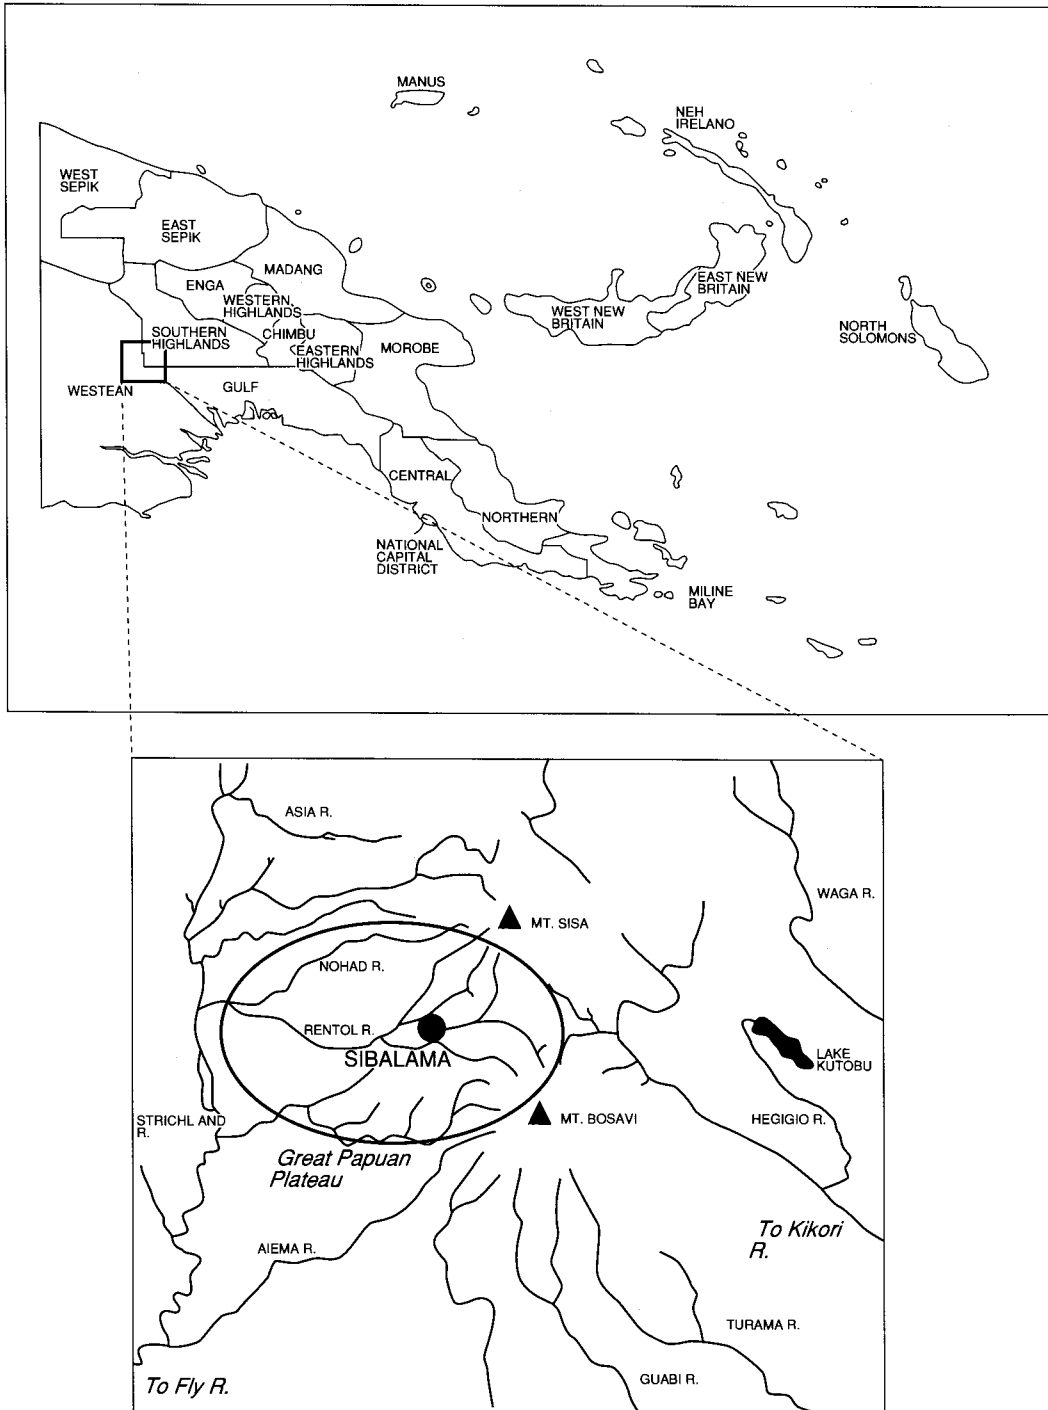 MANUS
NEH
IRELANO
WEST
SEPIK
EAST
SEPIK
MADANG
ENGA
WESTERN
HIGHLANDS
EAST NEW
BRITAIN
WEST NEW
BRITAIN
NORTH
SOLOMONS
SOUTHERN
HIGHLANDS
CHIMBU
EASTERN
HIGHLANDS
MOROBE
WESTEAN
GULF
CENTRAL
NORTHERN
NATIONAL
CAPITAL
DISTRICT
MILINE
BAY
ASIA R.
WAGA R.
MT. SISA
NOHAD R.
RENTOL R.
SIBALAMA
LAKE
KUTOBU
STRICHL AND
R.
MT. BOSAVI
HEGIGIO R.
Great Papuan
Plateau
To Kikori
R.
AIEMA R.
TURAMA R.
GUABI R.
To Fly R.